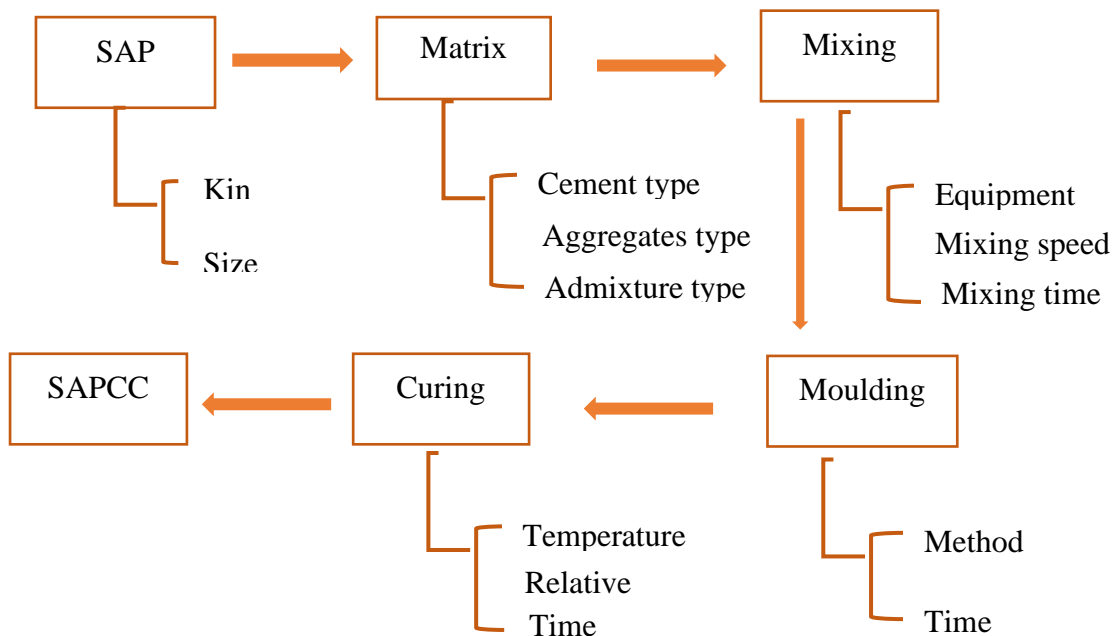 SAP
Matrix
Mixing
Kin
Size
Cement type
Aggregates type
Admixture type
Equipment
Mixing speed
Mixing time
SAPCC
Curing
Moulding
Temperature
Relative
Time
Method
Time